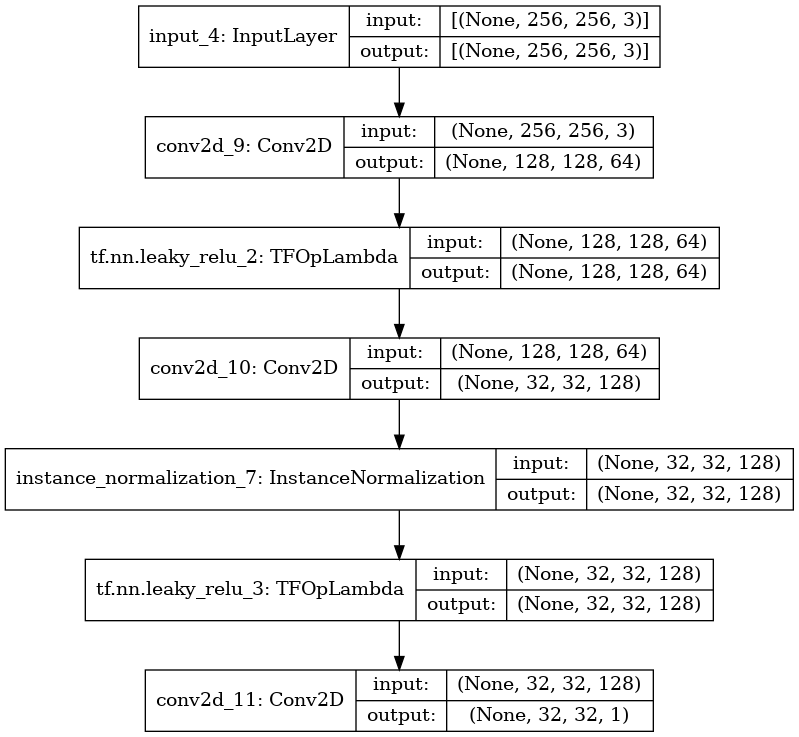 input_4: InputLayer
input:
[(None, 256, 256, 3)]
output:
[(None, 256, 256, 3)]
conv2d_9: Conv2D
input:
(None, 256, 256, 3)
output:
(None, 128, 128, 64)
tf.nn.leaky_relu_2: TFOpLambda
input:
(None, 128, 128, 64)
output:
(None, 128, 128, 64)
conv2d_10: Conv2D
input:
(None, 128, 128, 64)
output:
(None, 32, 32, 128)
instance_normalization_7: InstanceNormalization
input:
(None, 32, 32, 128)
output:
(None, 32, 32, 128)
tf.nn.leaky_relu_3: TFOpLambda
input:
(None, 32, 32, 128)
output:
(None, 32, 32, 128)
conv2d_11: Conv2D
input:
(None, 32, 32, 128)
output:
(None, 32, 32, 1)